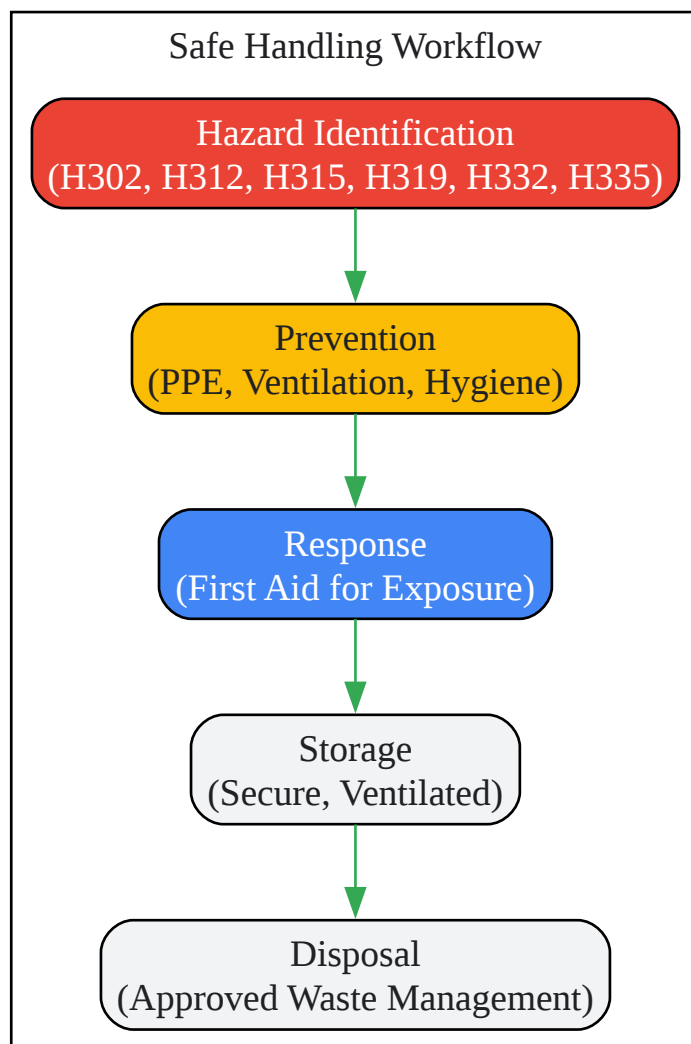 Safe Handling Workflow
Hazard Identification
(H302, H312, H315, H319, H332, H335)
Prevention
(PPE, Ventilation, Hygiene)
Response
(First Aid for Exposure)
Storage
(Secure, Ventilated)
Disposal
(Approved Waste Management)